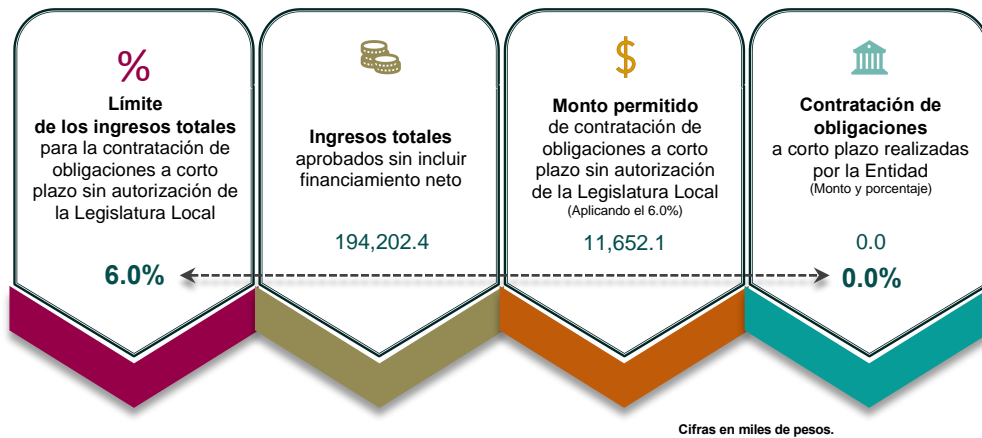 %
Límite
de los ingresos totales
para la contratación de
obligaciones a corto
plazo sin autorización de
la Legislatura Local
6.0%
Ingresos totales
aprobados sin incluir
financiamiento neto
194,202.4
$
Monto permitido
de contratación de
obligaciones a corto
plazo sin autorización
de la Legislatura Local
(Aplicando el 6.0%)
11,652.1
Contratación de
obligaciones
a corto plazo realizadas
por la Entidad
(Monto y porcentaje)
0.0
0.0%
Cifras en miles de pesos.